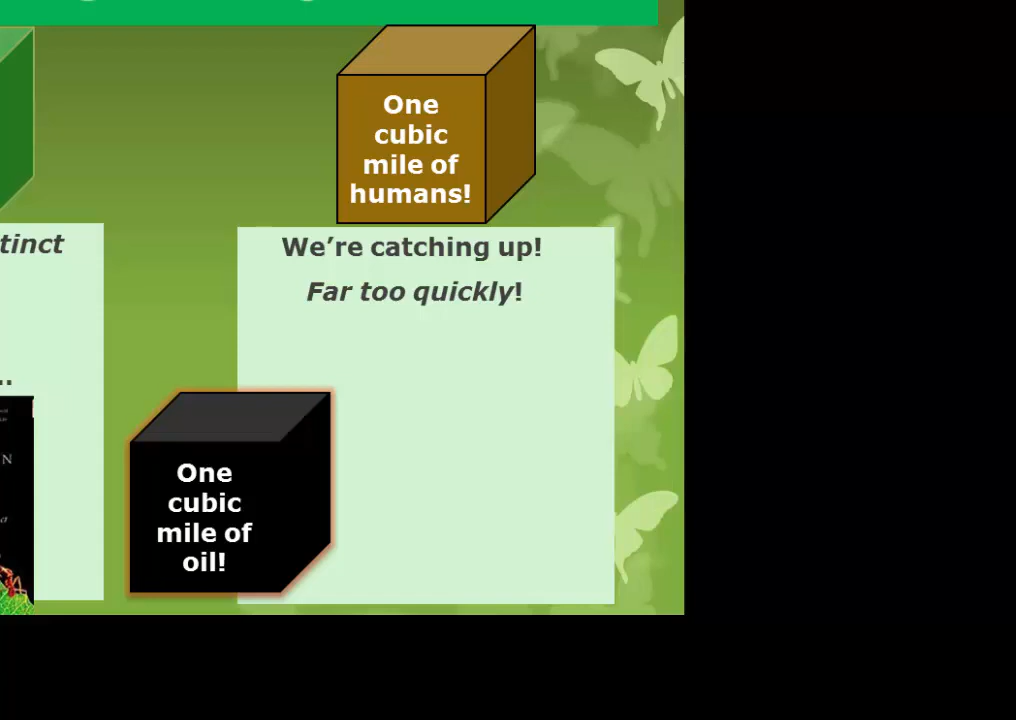 One
cubic
mile of
humans!
tinct
We’re catching up!
Far too quickly!
..
N
a
One
cubic
mile of
oil!